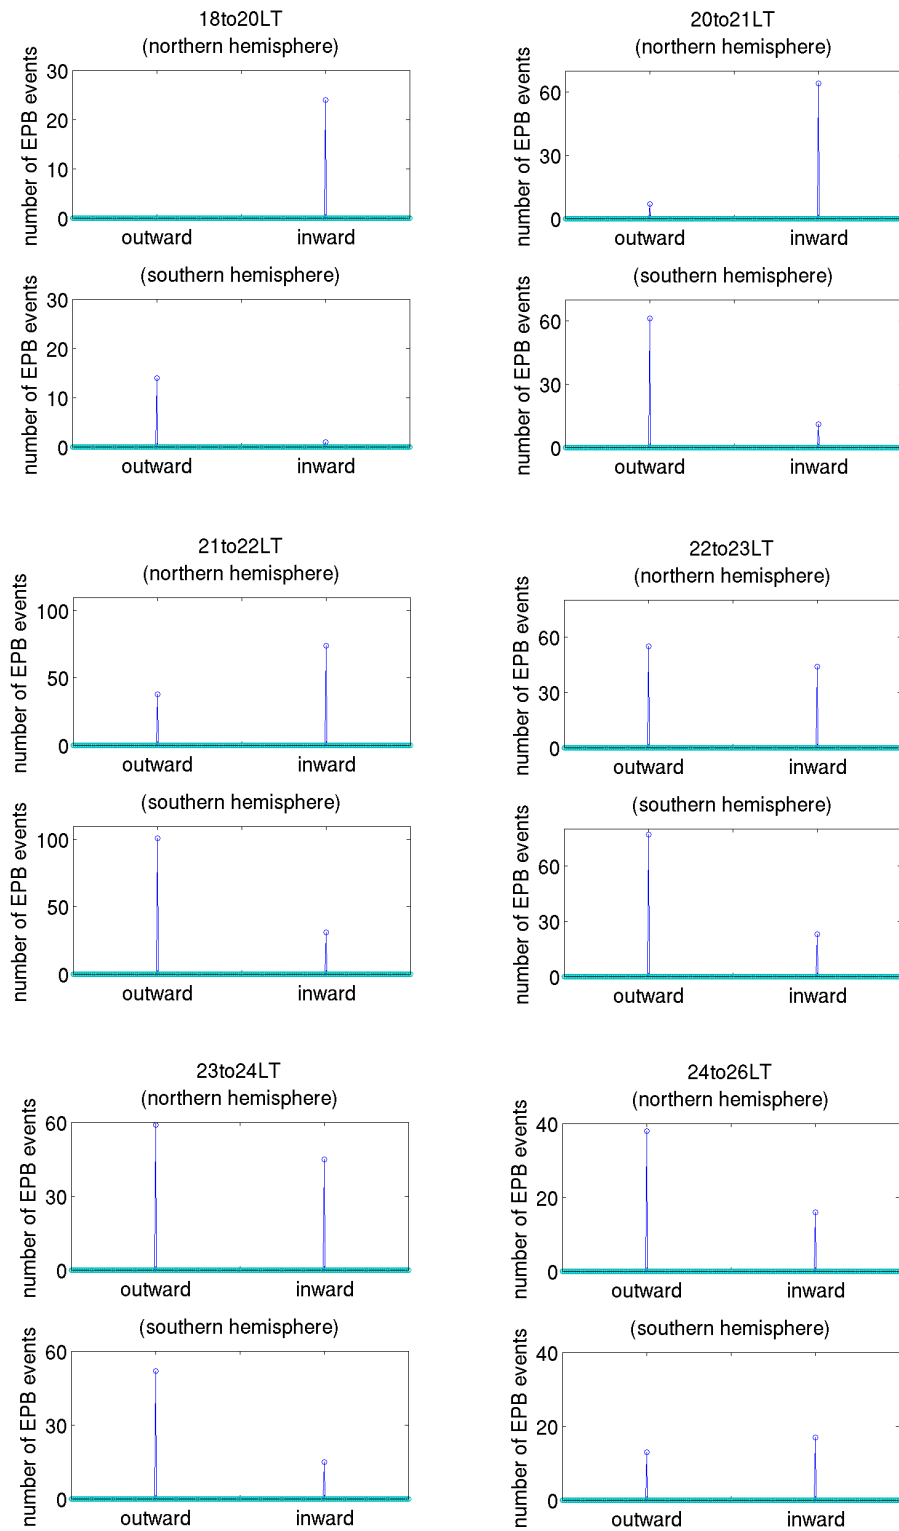 18to20LT
(northern hemisphere)
number of EPB events
30
20
10
0
outward inward
(southern hemisphere)
number of EPB events
30
20
10
0
outward inward
20to21LT
(northern hemisphere)
number of EPB events
60
30
0
outward inward
(southern hemisphere)
number of EPB events
60
30
0
outward inward
21to22LT
(northern hemisphere)
number of EPB events
100
50
0
outward inward
(southern hemisphere)
number of EPB events
100
50
0
outward inward
22to23LT
(northern hemisphere)
number of EPB events
60
30
0
outward inward
(southern hemisphere)
number of EPB events
60
30
0
outward inward
23to24LT
(northern hemisphere)
number of EPB events
60
30
0
outward inward
(southern hemisphere)
number of EPB events
60
30
0
outward inward
24to26LT
(northern hemisphere)
number of EPB events
40
20
0
outward inward
(southern hemisphere)
number of EPB events
40
20
0
outward inward